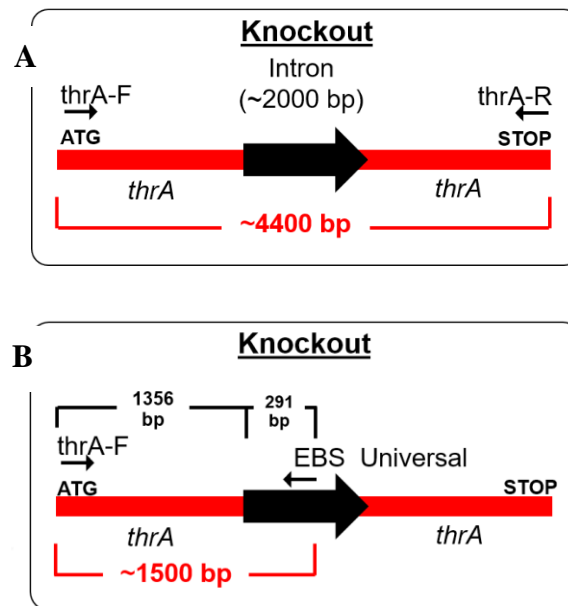 A
Knockout
Intron
(~2000 bp)
thrA-F
thrA-R
ATG
STOP
thrA
thrA
~4400 bp
B
Knockout
1356
bp
291
bp
thrA-F
EBS Universal
ATG
STOP
thrA
thrA
~1500 bp